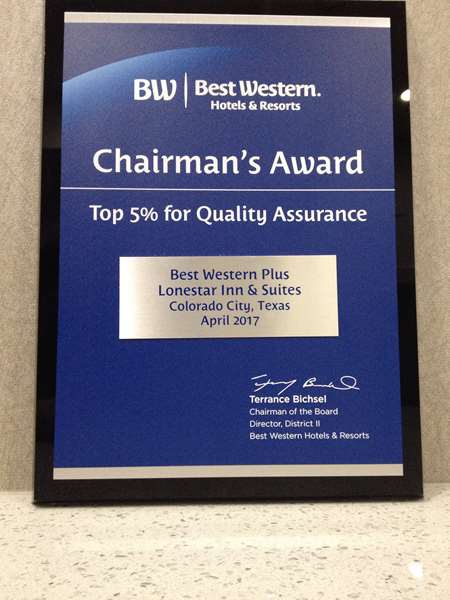 BW Best Western.
Hotels & Resorts
Chairman's Award
Top 5% for Quality Assurance
Best Western Plus
Lonestar Inn & Suites
Colorado City, Texas
April 2017
Terrance Bichsel
Chairman of the Board
Director, District II
Best Western Hotels & Resorts